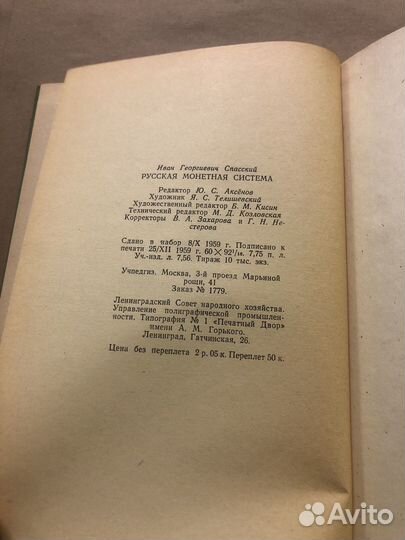 Иван Георгиевич Спасский
РУССКАЯ МОНЕТНАЯ СИСТЕМА
Редактор Ю. С. Аксёнов
Художник Я. С. Телишевский
Художественный редактор Б. М. Кисин
Технический редактор М. Д. Козловская
Корректоры В. А. Захарова и Г. Н. Не-
стерова
Сдано в набор 8/X 1959 г. Подписано к
печати 25/XII 1959 г. 60 × 92 1/16. 7,75 п. л.
Уч.-изд. л. 7,56. Тираж 10 тыс. экз.
Учпедгиз. Москва, 3-й проезд Марьиной
рощи, 41
Заказ № 1779.
Ленинградский Совет народного хозяйства.
Управление полиграфической промышлен-
ности. Типография № 1 «Печатный Двор»
имени А. М. Горького.
Ленинград, Гатчинская, 26.
Цена без переплета 2 р. 05 к. Переплет 50 к.
Avito